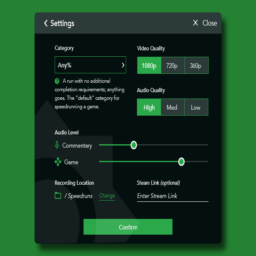 Settings
X Close
Category
Any%
A run with no additional
completion requirements; anything
goes. The "default" category for
speedrunning a game.
Video Quality
1080p 720p 360p
Audio Quality
High Med Low
Audio Level
Commentary
Game
Recording Location
/ Speedruns Change
Stream Link (optional)
Enter Stream Link
Confirm